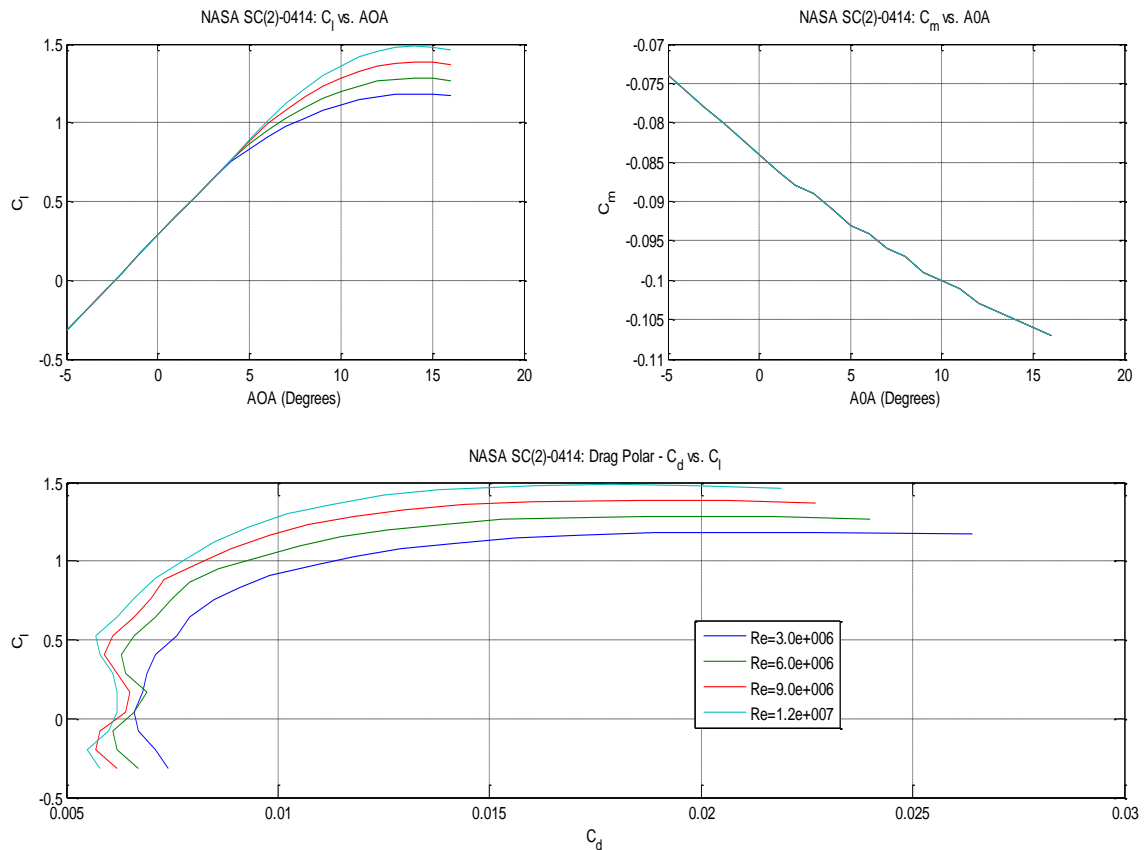 NASA SC(2)-0414: Cl vs. AOA
1.5
1
0.5
0
-0.5
Cl
-5 0 5 10 15 20
AOA (Degrees)
NASA SC(2)-0414: Cm vs. A0A
-0.07
-0.075
-0.08
-0.085
-0.09
-0.095
-0.1
-0.105
-0.11
Cm
-5 0 5 10 15 20
A0A (Degrees)
NASA SC(2)-0414: Drag Polar - Cd vs. Cl
1.5
1
0.5
0
-0.5
Cl
0.005 0.01 0.015 0.02 0.025 0.03
Cd
Re=3.0e+006
Re=6.0e+006
Re=9.0e+006
Re=1.2e+007